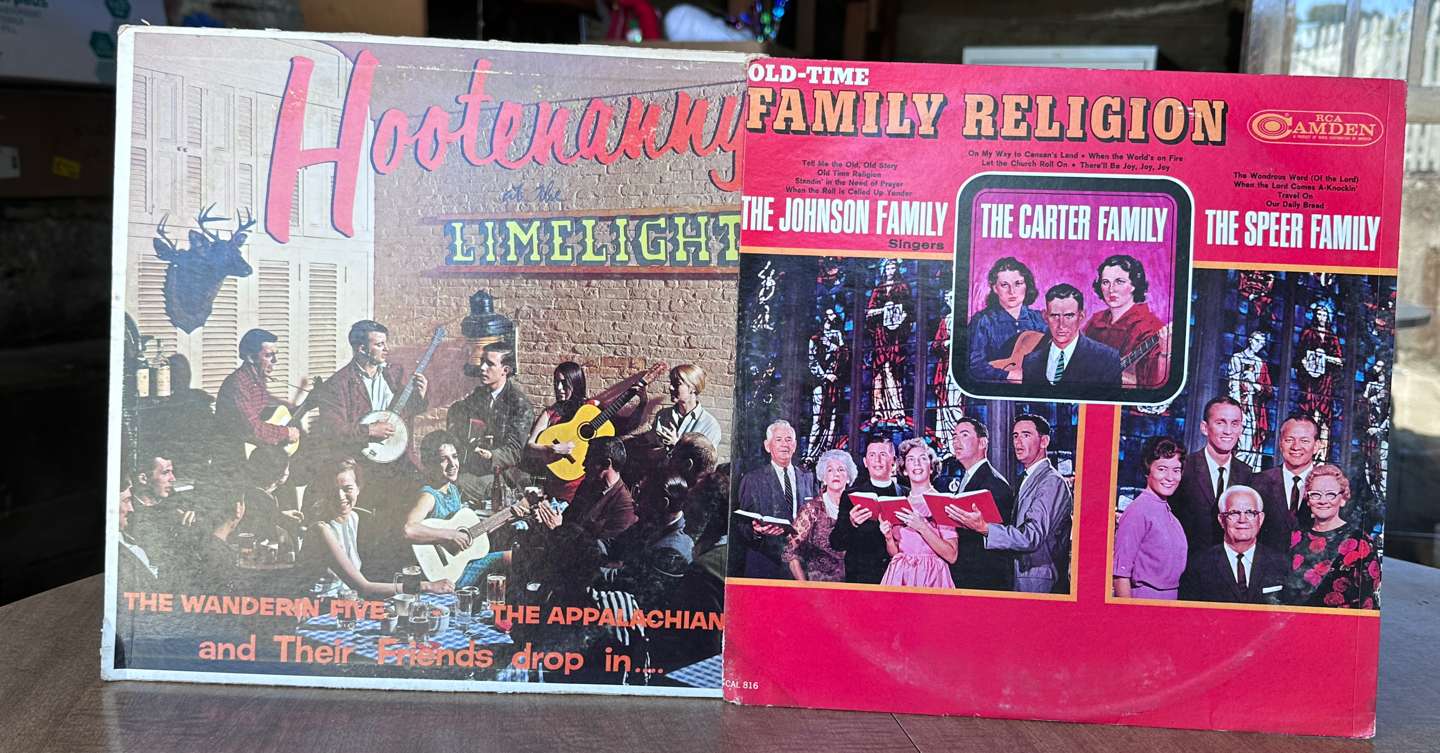 Hootenanny
at the
LIMELIGHT
THE WANDERIN FIVE THE APPALACHIAN
and Their Friends drop in....
OLD-TIME
FAMILY RELIGION
RCA
CAMDEN
Tell Me the Old, Old Story
Old Time Religion
Standin' in the Need of Prayer
When the Roll is Called Up Yonder
THE JOHNSON FAMILY
Singers
On My Way to Canaan's Land • When the World's on Fire
Let the Church Roll On • There'll Be Joy, Joy, Joy
THE CARTER FAMILY
The Wondrous Word (Of the Lord)
When the Lord Comes A-Knockin'
Travel On
Our Daily Bread
THE SPEER FAMILY
CAL 816